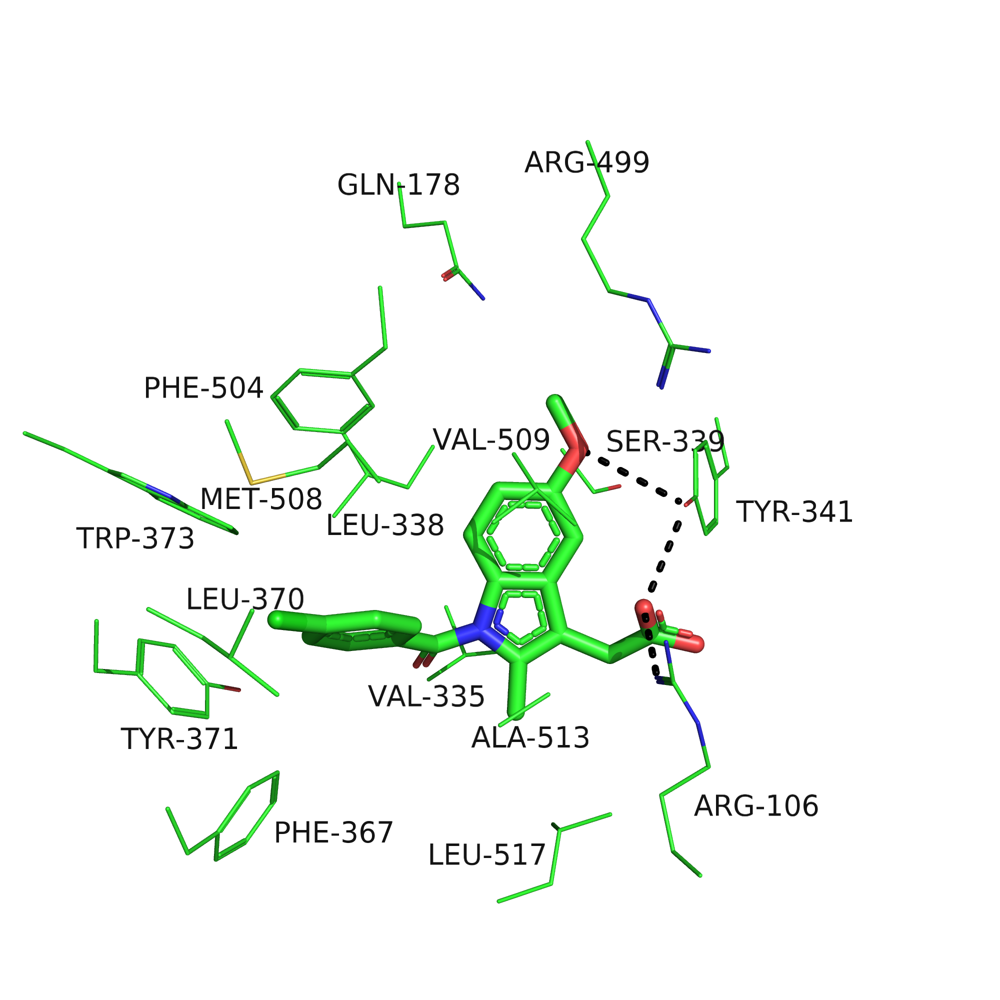 ARG-499
GLN-178
PHE-504
VAL-509
SER-339
MET-508
TYR-341
LEU-338
TRP-373
LEU-370
VAL-335
ALA-513
TYR-371
ARG-106
PHE-367
LEU-517